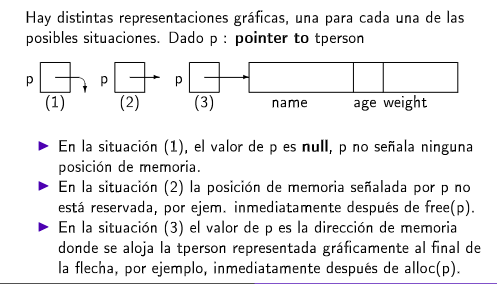 Hay distintas representaciones gráficas, una para cada una de las
posibles situaciones. Dado p : pointer to tperson
p p p
(1) (2) (3) name age weight
► En la situación (1), el valor de p es null, p no señala ninguna
posición de memoria.
► En la situación (2) la posición de memoria señalada por p no
está reservada, por ejem. inmediatamente después de free(p).
► En la situación (3) el valor de p es la dirección de memoria
donde se aloja la tperson representada gráficamente al final de
la flecha, por ejemplo, inmediatamente después de alloc(p).